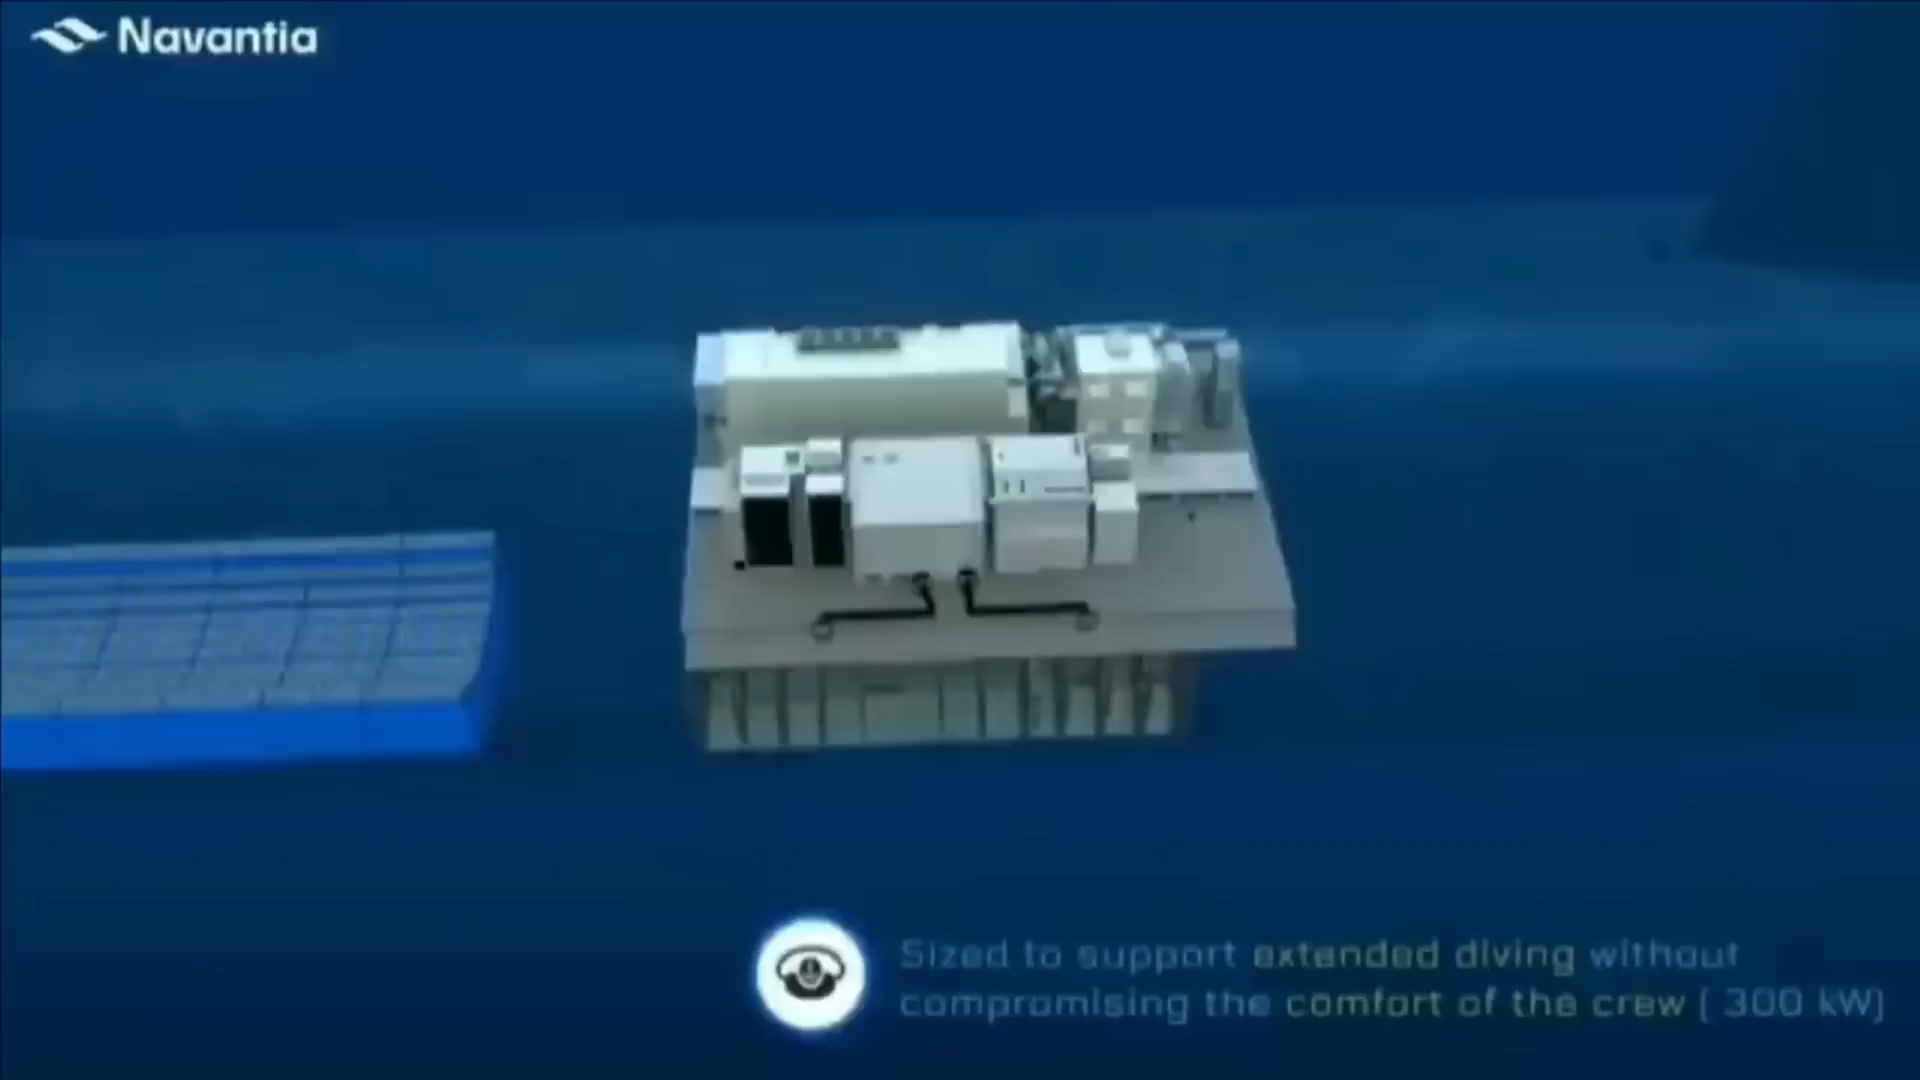 Navantia
Sized to support extended diving without
compromising the comfort of the crew ( 300 kW)